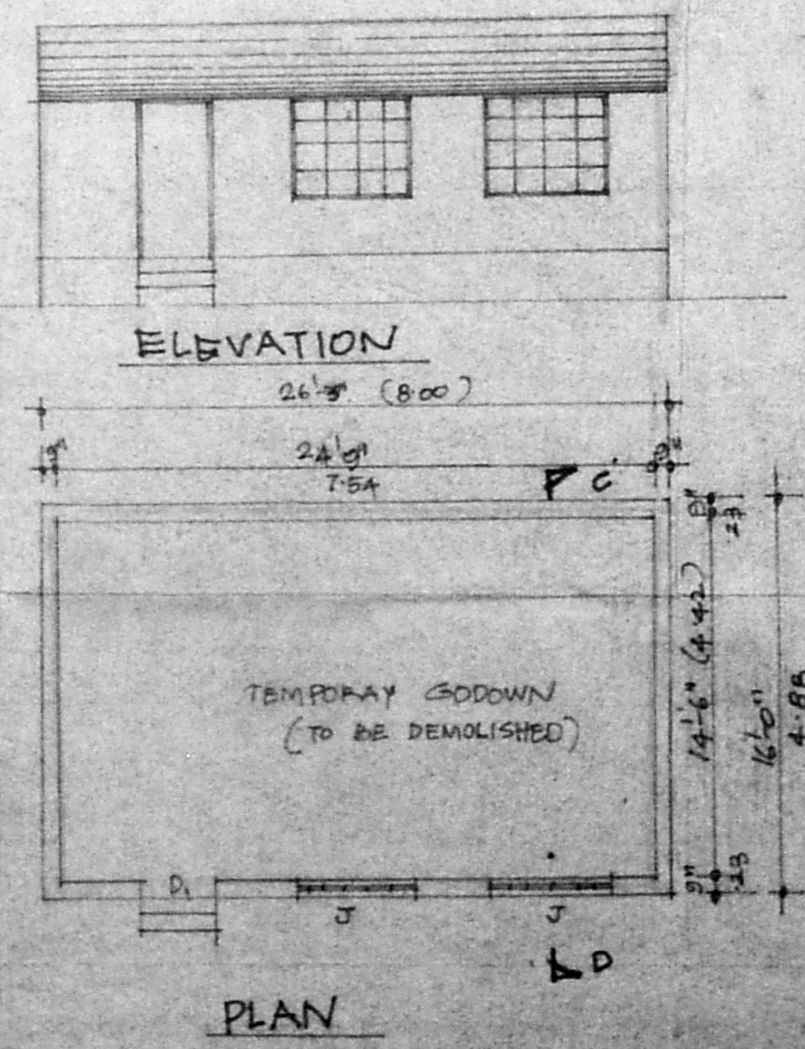 ELEVATION
26'-3" (8.00)
9"
24'9"
9"
7.54
C'
9"
.23
14'-6" (4.42)
16'-0"
4.88
TEMPORAY GODOWN
(TO BE DEMOLISHED)
D1
J
J
9"
.23
D
PLAN